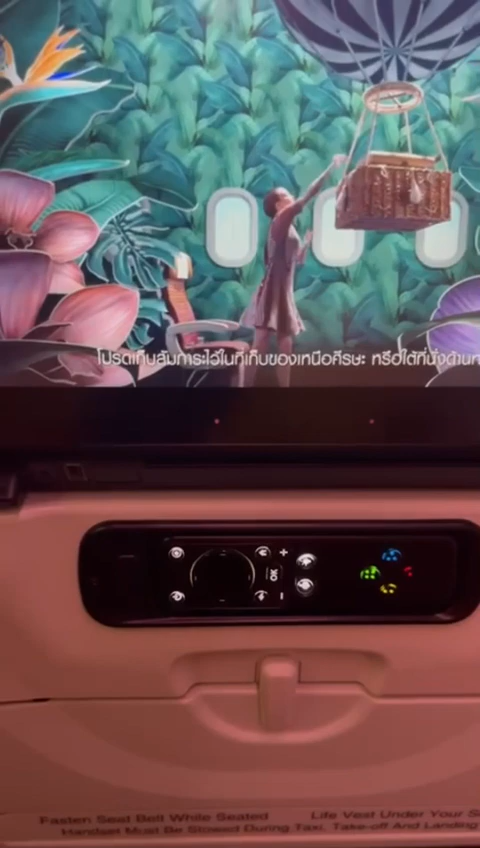 โปรดเก็บสัมภาระไว้ในที่เก็บของเหนือศีรษะ หรือใต้ที่นั่งด้าน
OK
+
-
Fasten Seat Belt While Seated
Life Vest Under Your
Handset Must Be Stowed During Taxi, Take-off And Landing